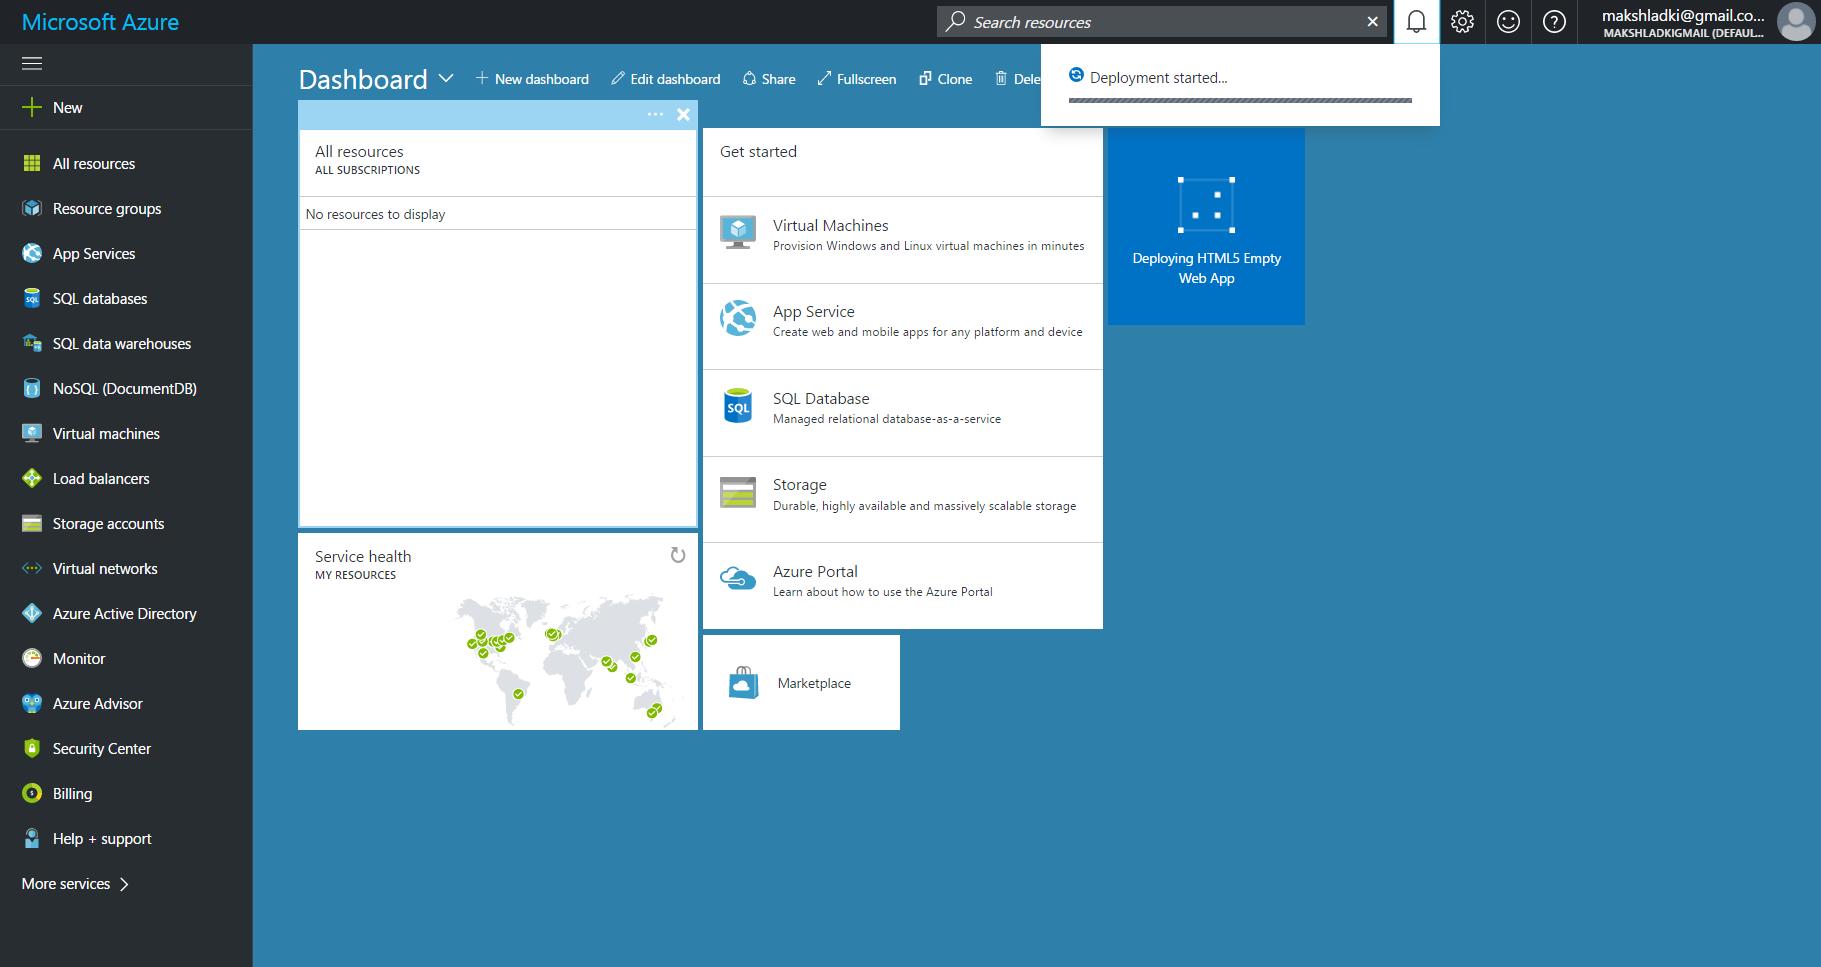 Microsoft Azure
Search resources
makshladki@gmail.co...
MAKSHLADKIGMAIL (DEFAUL...
New
All resources
Resource groups
App Services
SQL databases
SQL data warehouses
NoSQL (DocumentDB)
Virtual machines
Load balancers
Storage accounts
Virtual networks
Azure Active Directory
Monitor
Azure Advisor
Security Center
Billing
Help + support
More services
Dashboard
New dashboard
Edit dashboard
Share
Fullscreen
Clone
Dele
Deployment started...
All resources
ALL SUBSCRIPTIONS
No resources to display
Service health
MY RESOURCES
Get started
Virtual Machines
Provision Windows and Linux virtual machines in minutes
App Service
Create web and mobile apps for any platform and device
SQL
SQL Database
Managed relational database-as-a-service
Storage
Durable, highly available and massively scalable storage
Azure Portal
Learn about how to use the Azure Portal
Marketplace
Deploying HTML5 Empty
Web App